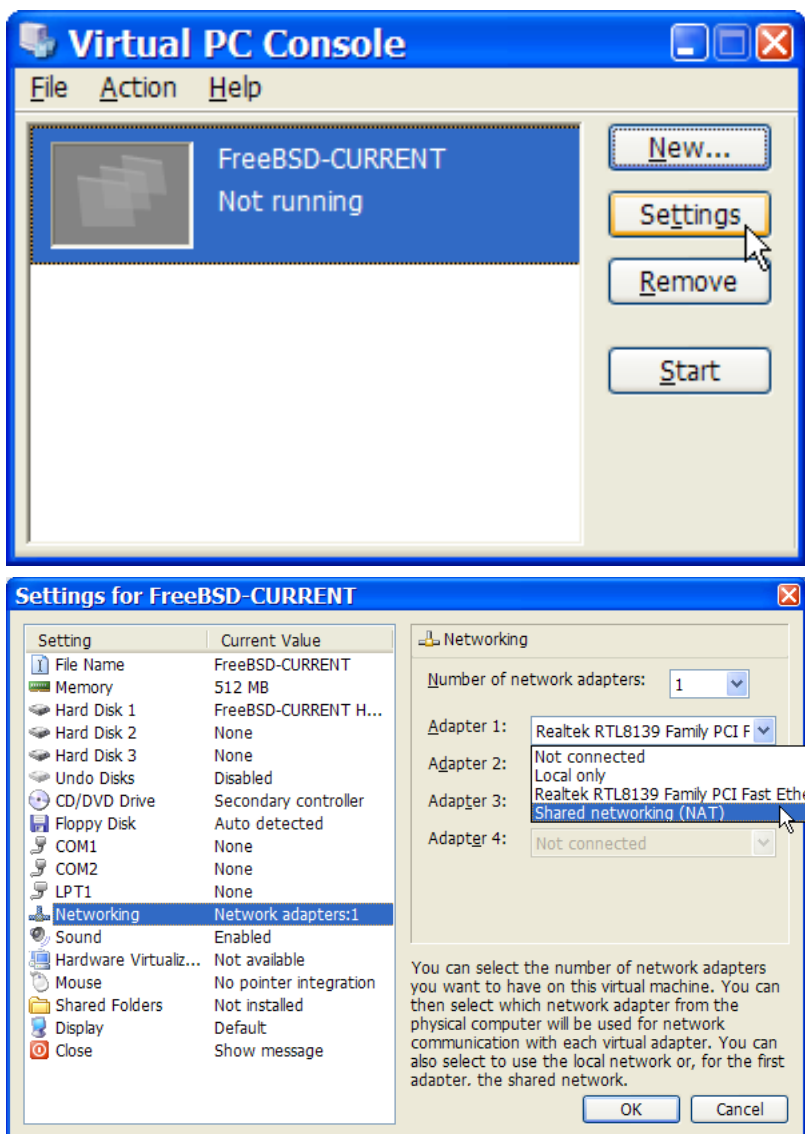 Virtual PC Console
File Action Help
FreeBSD-CURRENT
Not running
New...
Settings
Remove
Start
Settings for FreeBSD-CURRENT
Setting Current Value
File Name FreeBSD-CURRENT
Memory 512 MB
Hard Disk 1 FreeBSD-CURRENT H...
Hard Disk 2 None
Hard Disk 3 None
Undo Disks Disabled
CD/DVD Drive Secondary controller
Floppy Disk Auto detected
COM1 None
COM2 None
LPT1 None
Networking Network adapters:1
Sound Enabled
Hardware Virtualiz... Not available
Mouse No pointer integration
Shared Folders Not installed
Display Default
Close Show message
Networking
Number of network adapters: 1
Adapter 1: Realtek RTL8139 Family PCI F
Not connected
Adapter 2:
Local only
Realtek RTL8139 Family PCI Fast Ethe
Adapter 3:
Shared networking (NAT)
Adapter 4: Not connected
You can select the number of network adapters
you want to have on this virtual machine. You can
then select which network adapter from the
physical computer will be used for network
communication with each virtual adapter. You can
also select to use the local network or, for the first
adapter, the shared network.
OK Cancel